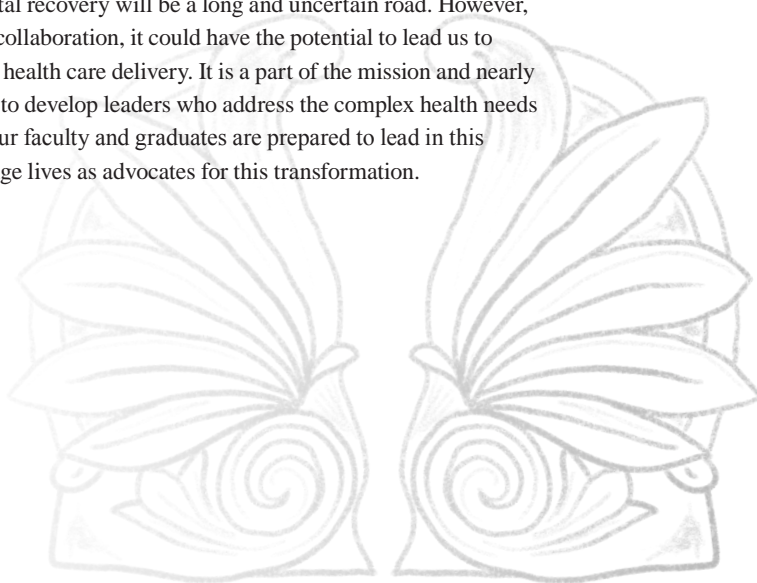 tal recovery will be a long and uncertain road. However,
collaboration, it could have the potential to lead us to
health care delivery. It is a part of the mission and nearly
to develop leaders who address the complex health needs
ur faculty and graduates are prepared to lead in this
ge lives as advocates for this transformation.